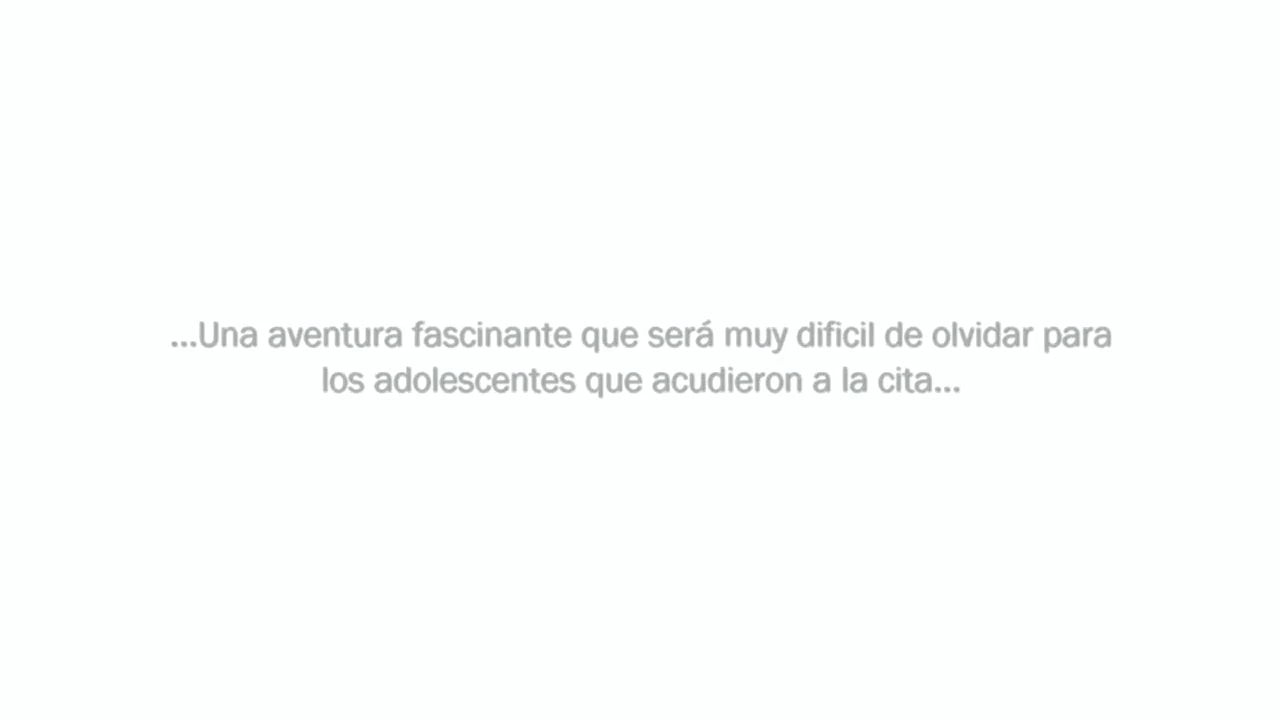 ...Una aventura fascinante que será muy dificil de olvidar para
los adolescentes que acudieron a la cita...